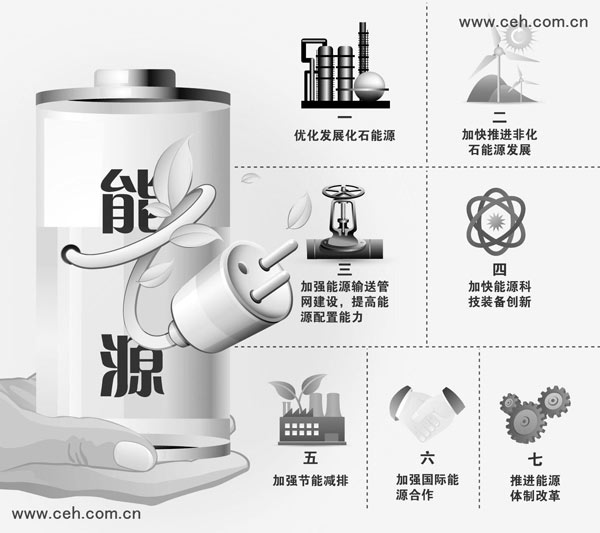 www.ceh.com.cn
能
源
一
优化发展化石能源
二
加快推进非化
石能源发展
三
加强能源输送管
网建设，提高能
源配置能力
四
加快能源科
技装备创新
五
加强节能减排
六
加强国际能
源合作
七
推进能源
体制改革
www.ceh.com.cn